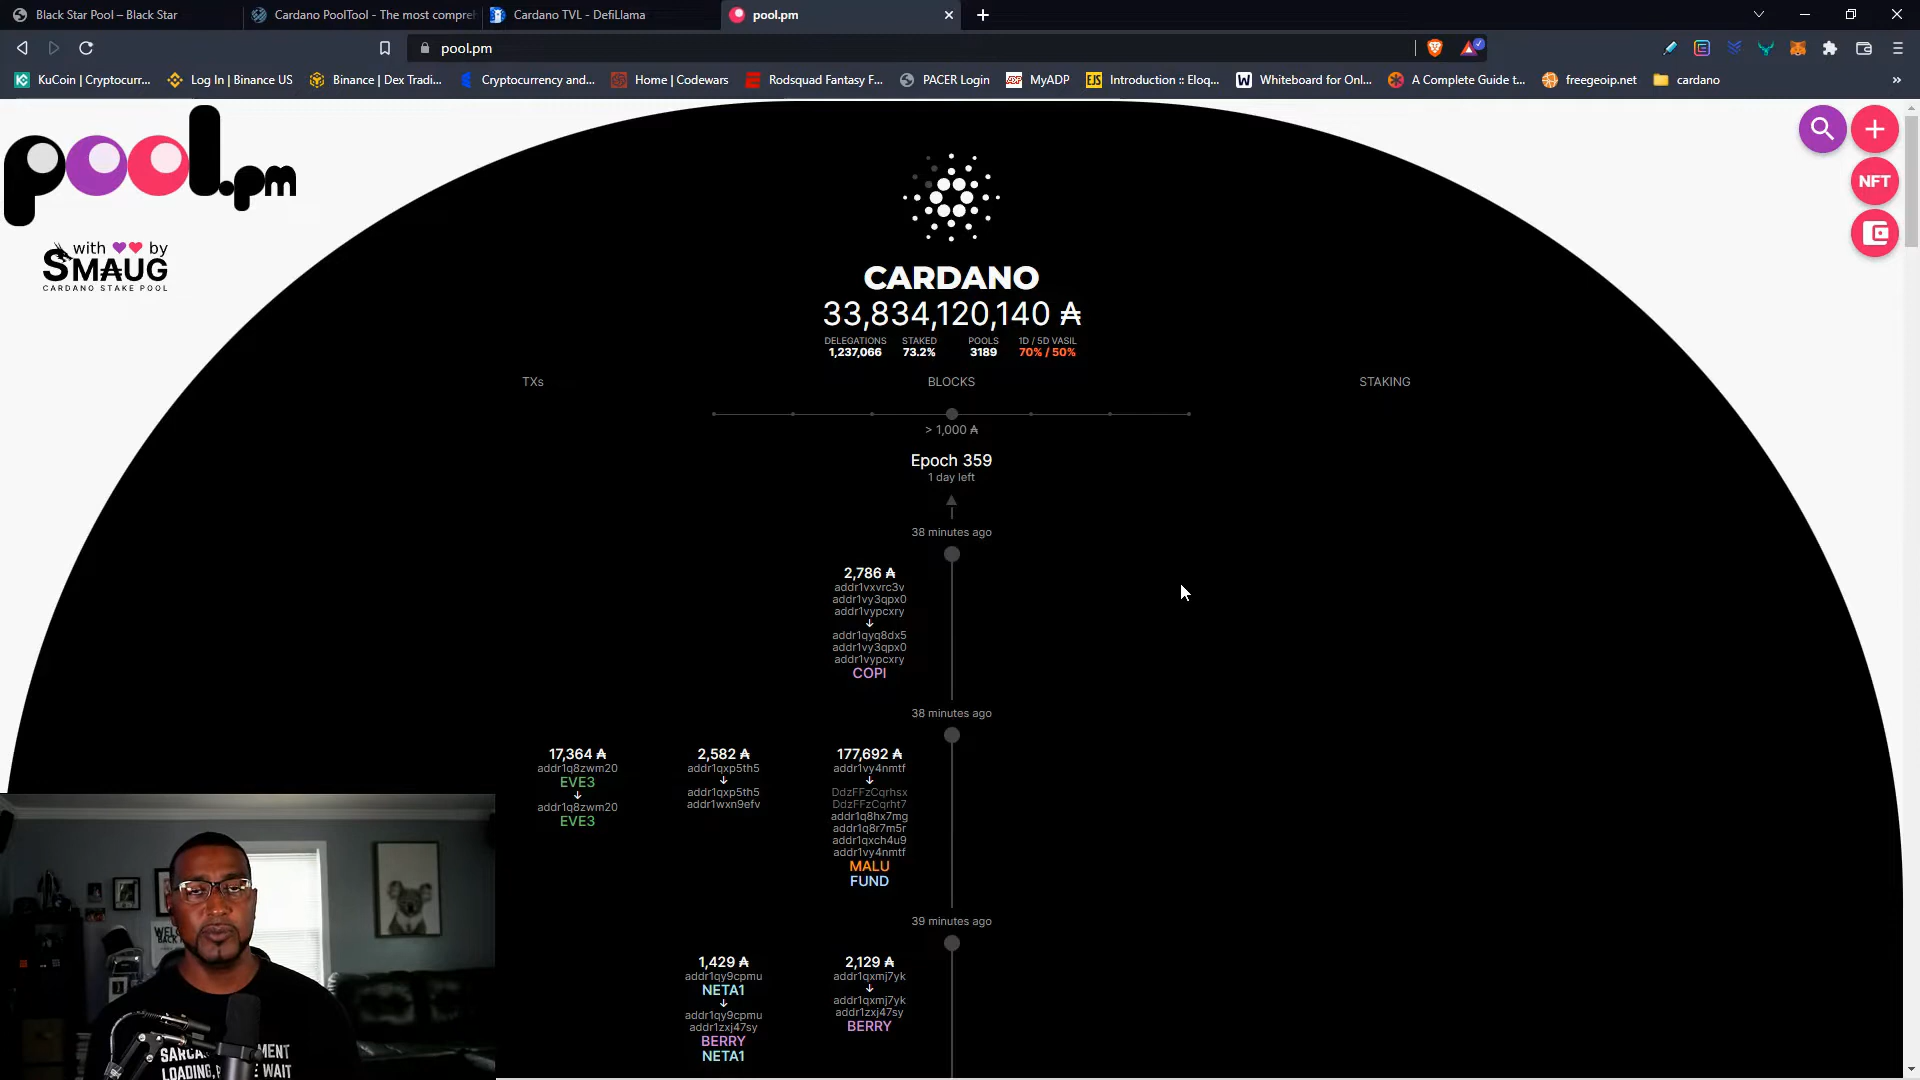 Black Star Pool – Black Star
Cardano PoolTool - The most compreh
Cardano TVL - DefiLlama
pool.pm
pool.pm
KuCoin | Cryptocurr...
Log In | Binance US
Binance | Dex Tradi...
Cryptocurrency and...
Home | Codewars
Rodsquad Fantasy F...
PACER Login
MyADP
Introduction :: Eloq...
Whiteboard for Onl...
A Complete Guide t...
freegeoip.net
cardano
pool.pm
with by
SMAUG
CARDANO STAKE POOL
NFT
CARDANO
33,834,120,140 ₳
DELEGATIONS STAKED POOLS 1D / 5D VASIL
1,237,066 73.2% 3189 70% / 50%
TXs BLOCKS STAKING
> 1,000 ₳
Epoch 359
1 day left
38 minutes ago
2,786 ₳
addr1vxvrc3v
addr1vy3qpx0
addr1vypcxry
↓
addr1qyq8dx5
addr1vy3qpx0
addr1vypcxry
COPI
38 minutes ago
17,364 ₳
addr1q8zwm20
EVE3
↓
addr1q8zwm20
EVE3
2,582 ₳
addr1qxp5th5
↓
addr1qxp5th5
addr1wxn9efv
177,692 ₳
addr1vy4nmtf
↓
DdzFFzCqrhsx
DdzFFzCqrht7
addr1q8hx7mg
addr1q8r7m5r
addr1qxch4u9
addr1vy4nmtf
MALU
FUND
39 minutes ago
1,429 ₳
addr1qy9cpmu
NETA1
↓
addr1qy9cpmu
addr1zxj47sy
BERRY
NETA1
2,129 ₳
addr1qxmj7yk
↓
addr1qxmj7yk
addr1zxj47sy
BERRY
WAIT
LOADING,